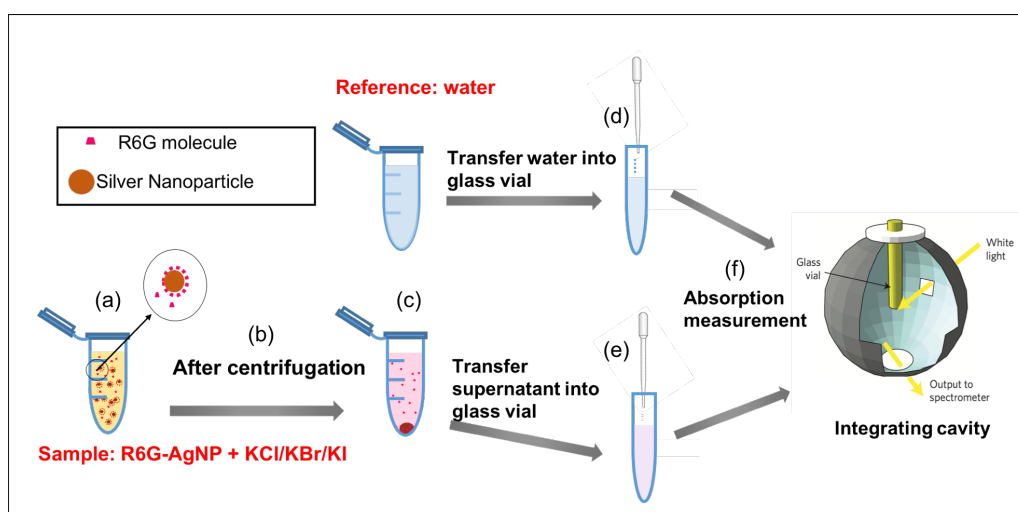 Reference: water
R6G molecule
Silver Nanoparticle
Transfer water into
glass vial
(d)
(a)
(b)
After centrifugation
(c)
Transfer
supernatant into
glass vial
(e)
(f)
Absorption
measurement
Glass
vial
White
light
Output to
spectrometer
Integrating cavity
Sample: R6G-AgNP + KCl/KBr/KI